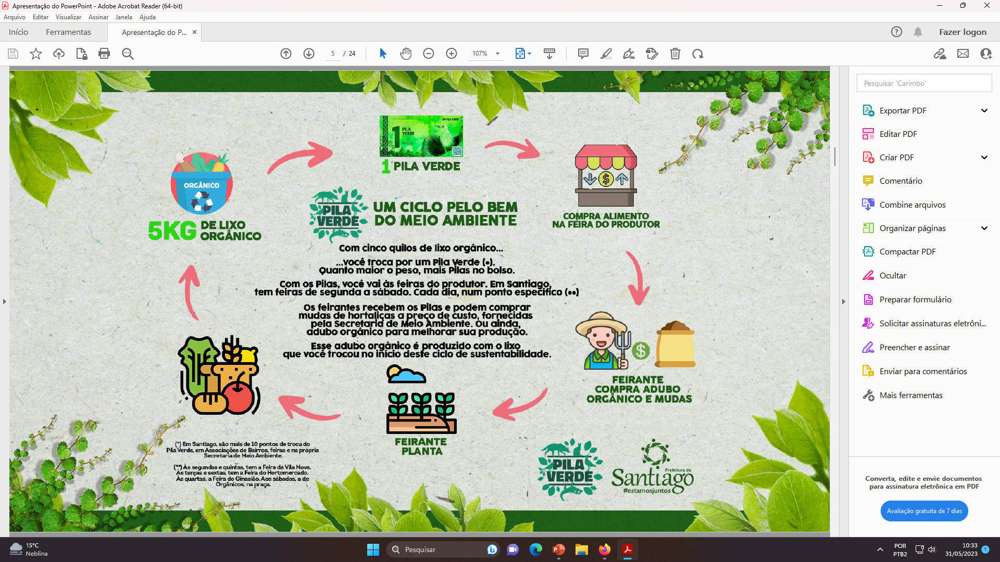 Apresentação do PowerPoint - Adobe Acrobat Reader (64-bit)
Arquivo Editar Visualizar Assinar Janela Ajuda
Início Ferramentas Apresentação do P... Fazer logon
5 / 24 107%
1
PILA
VERDE
UM PILA VERDE
1 PILA VERDE
ORGÂNICO
5KG DE LIXO
ORGÂNICO
PILA
VERDE
UM CICLO PELO BEM
DO MEIO AMBIENTE
COMPRA ALIMENTO
NA FEIRA DO PRODUTOR
Com cinco quilos de lixo orgânico...
...você troca por um Pila Verde (*).
Quanto maior o peso, mais Pilas no bolso.
Com os Pilas, você vai às feiras do produtor. Em Santiago,
tem feiras de segunda a sábado. Cada dia, num ponto específico (**)
Os feirantes recebem os Pilas e podem comprar
mudas de hortaliças a preço de custo, fornecidas
pela Secretaria de Meio Ambiente. Ou ainda,
adubo orgânico para melhorar sua produção.
Esse adubo orgânico é produzido com o lixo
que você trocou no início deste ciclo de sustentabilidade.
FEIRANTE
COMPRA ADUBO
ORGÂNICO E MUDAS
FEIRANTE
PLANTA
(*) Em Santiago, são mais de 10 pontos de troca do
Pila Verde, em Associações de Bairros, feiras e na própria
Secretaria de Meio Ambiente.
(**) Às segundas e quintas, tem a Feira da Vila Nova.
Às terças e sextas, tem a Feira do Hortomercado.
Às quartas, a Feira do Ginasião. Aos sábados, a de
Orgânicos, na praça.
PILA
VERDE
Prefeitura de
Santiago
#estamosjuntos
Pesquisar 'Carimbo'
Exportar PDF
Editar PDF
Criar PDF
Comentário
Combine arquivos
Organizar páginas
Compactar PDF
Ocultar
Preparar formulário
Solicitar assinaturas eletrôni...
Preencher e assinar
Enviar para comentários
Mais ferramentas
Converta, edite e envie documentos
para assinatura eletrônica em PDF
Avaliação gratuita de 7 dias
15°C
Neblina
Pesquisar
POR
PTB2
10:33
31/05/2023
1